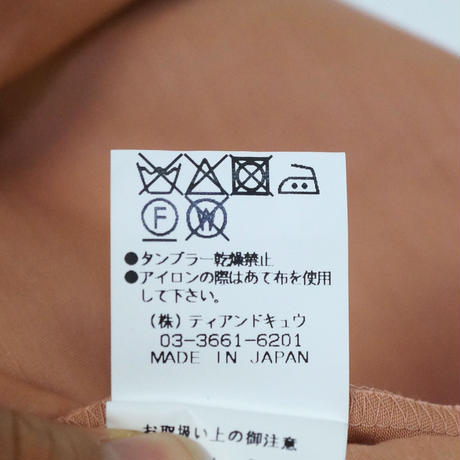 F
W
●タンブラー乾燥禁止
●アイロンの際はあて布を使用
して下さい。
(株) ティアンドキュウ
03-3661-6201
MADE IN JAPAN
お取扱い上の御注意